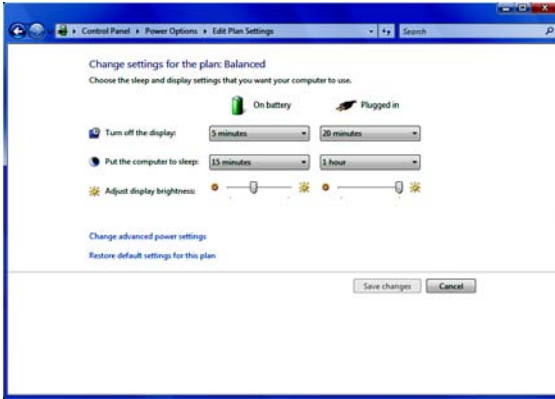 Control Panel ▸ Power Options ▸ Edit Plan Settings
Search
Change settings for the plan: Balanced
Choose the sleep and display settings that you want your computer to use.
On battery Plugged in
Turn off the display: 5 minutes 20 minutes
Put the computer to sleep: 15 minutes 1 hour
Adjust display brightness:
Change advanced power settings
Restore default settings for this plan
Save changes Cancel